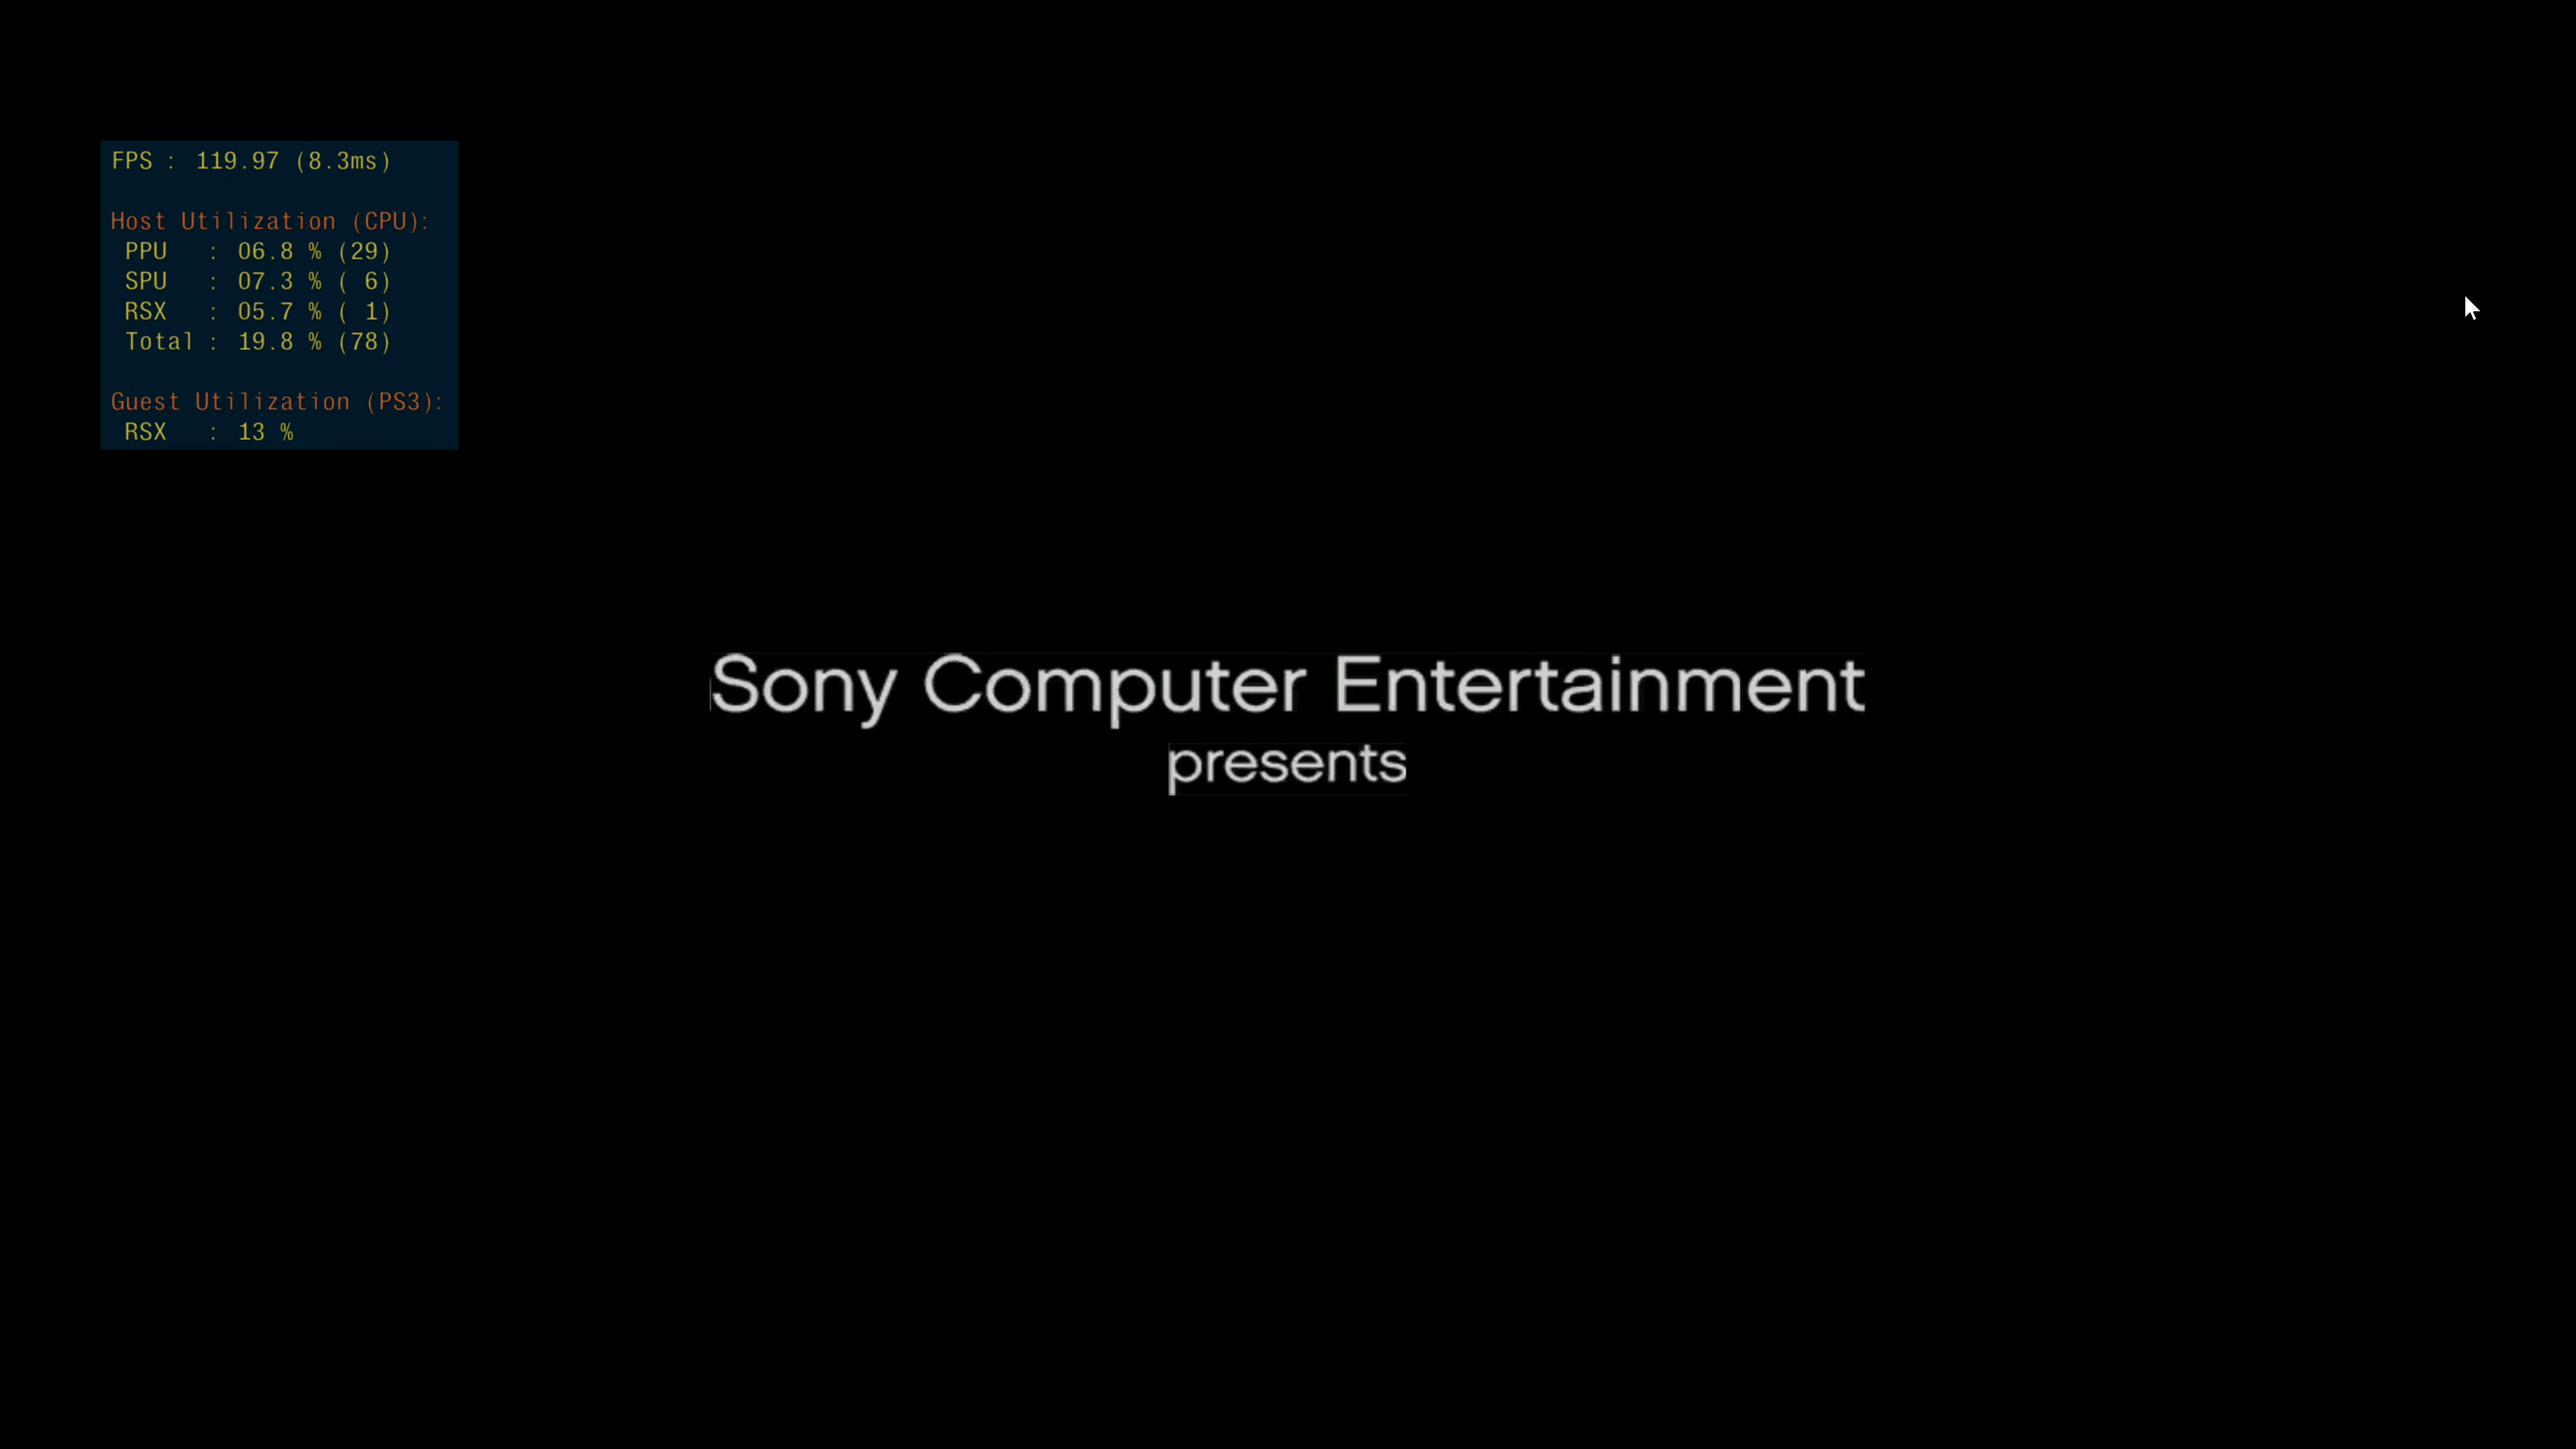 FPS : 119.97 (8.3ms)
Host Utilization (CPU):
PPU : 06.8 % (29)
SPU : 07.3 % ( 6)
RSX : 05.7 % ( 1)
Total : 19.8 % (78)
Guest Utilization (PS3):
RSX : 13 %
Sony Computer Entertainment
presents